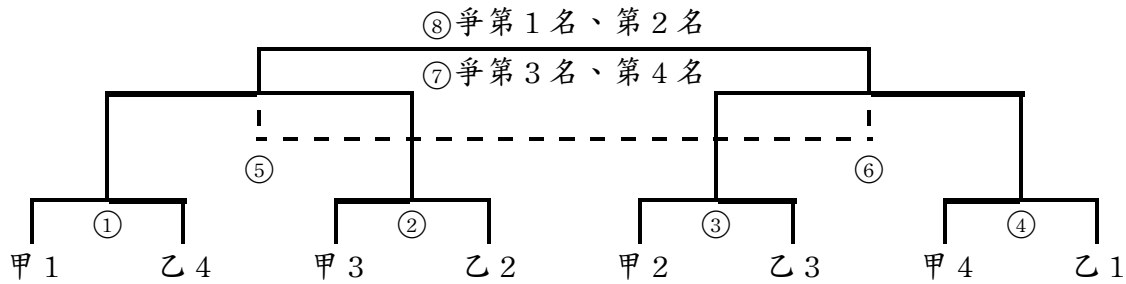 ⑧爭第1名、第2名
⑦爭第3名、第4名
⑤ ⑥
① ② ③ ④
甲1 乙4 甲3 乙2 甲2 乙3 甲4 乙1